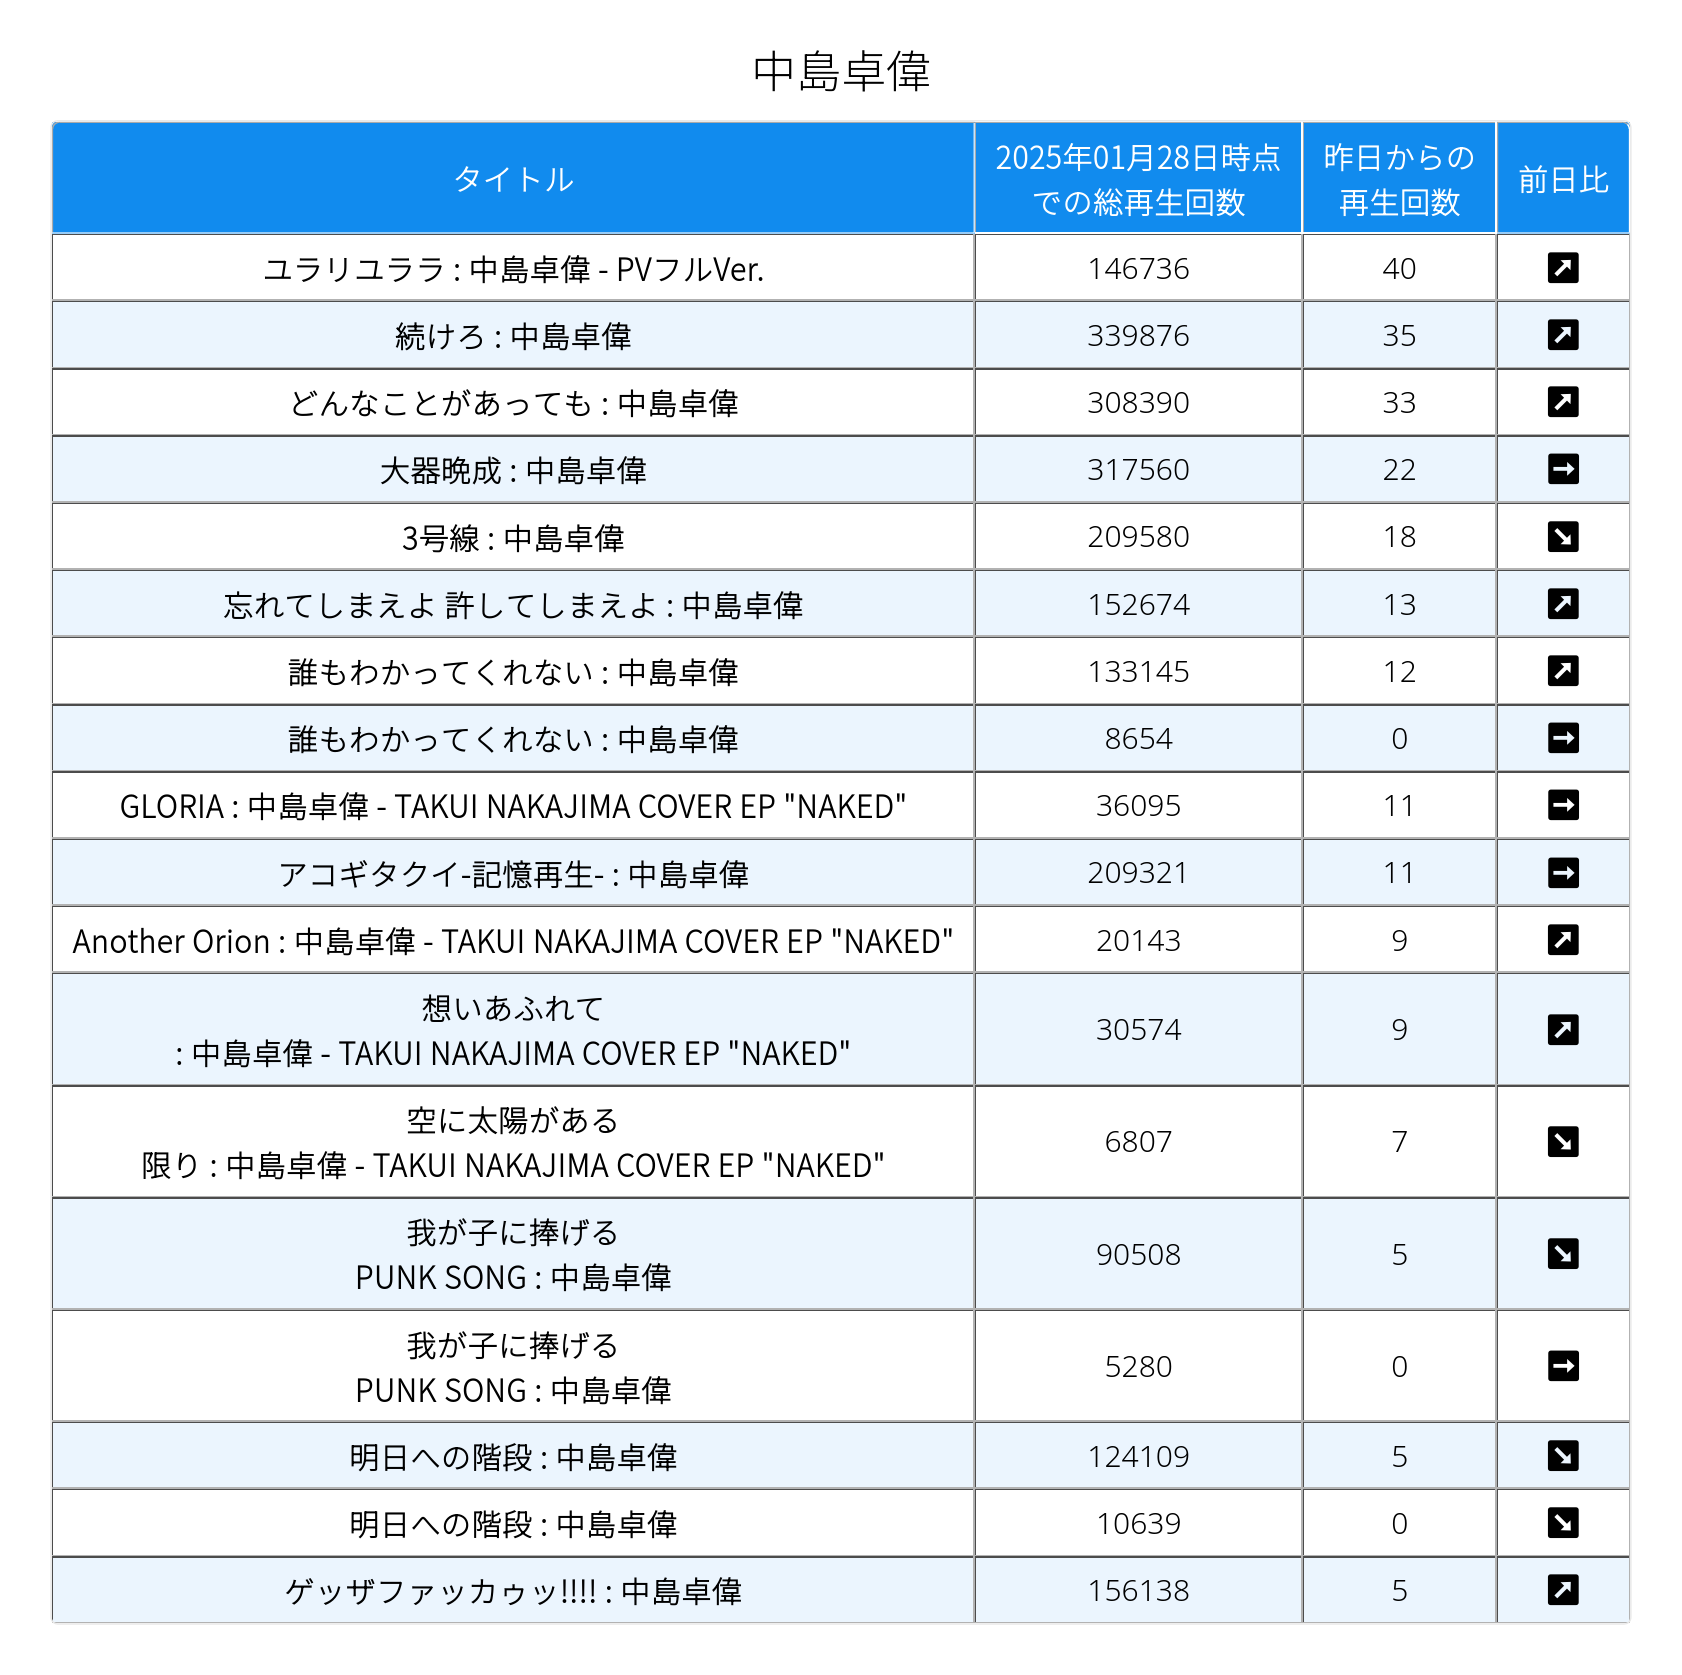 中島卓偉
タイトル
2025年01月28日時点
での総再生回数
昨日からの
再生回数
前日比
ユラリユララ : 中島卓偉 - PVフルVer. 146736 40
続けろ : 中島卓偉 339876 35
どんなことがあっても : 中島卓偉 308390 33
大器晩成 : 中島卓偉 317560 22
3号線 : 中島卓偉 209580 18
忘れてしまえよ 許してしまえよ : 中島卓偉 152674 13
誰もわかってくれない : 中島卓偉 133145 12
誰もわかってくれない : 中島卓偉 8654 0
GLORIA : 中島卓偉 - TAKUI NAKAJIMA COVER EP "NAKED" 36095 11
アコギタクイ-記憶再生- : 中島卓偉 209321 11
Another Orion : 中島卓偉 - TAKUI NAKAJIMA COVER EP "NAKED" 20143 9
想いあふれて
: 中島卓偉 - TAKUI NAKAJIMA COVER EP "NAKED" 30574 9
空に太陽がある
限り : 中島卓偉 - TAKUI NAKAJIMA COVER EP "NAKED" 6807 7
我が子に捧げる
PUNK SONG : 中島卓偉 90508 5
我が子に捧げる
PUNK SONG : 中島卓偉 5280 0
明日への階段 : 中島卓偉 124109 5
明日への階段 : 中島卓偉 10639 0
ゲッザファッカゥッ!!!! : 中島卓偉 156138 5